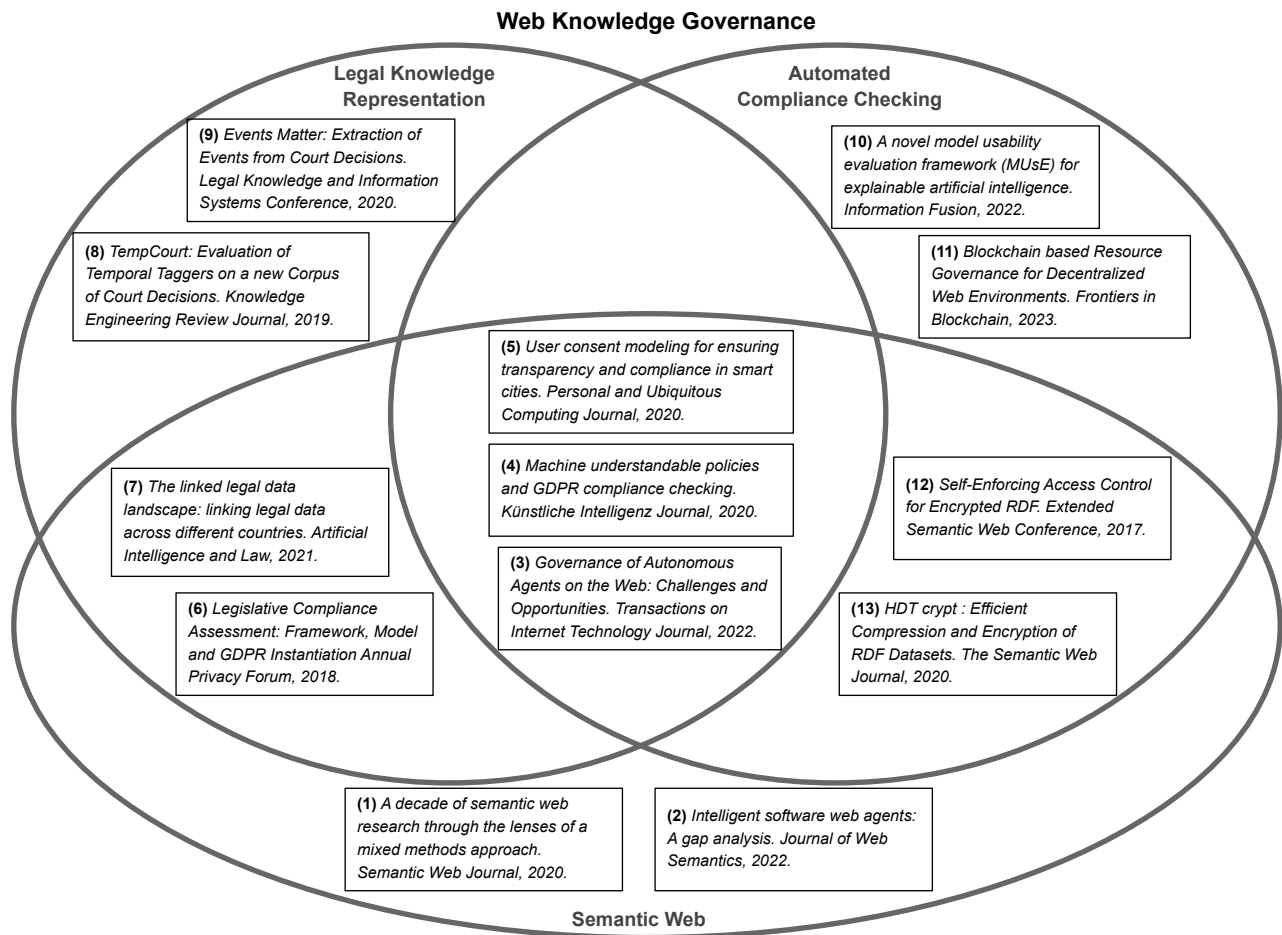 Web Knowledge Governance
Legal Knowledge
Representation
Automated
Compliance Checking
(9) Events Matter: Extraction of
Events from Court Decisions.
Legal Knowledge and Information
Systems Conference, 2020.
(10) A novel model usability
evaluation framework (MUsE) for
explainable artificial intelligence.
Information Fusion, 2022.
(8) TempCourt: Evaluation of
Temporal Taggers on a new Corpus
of Court Decisions. Knowledge
Engineering Review Journal, 2019.
(11) Blockchain based Resource
Governance for Decentralized
Web Environments. Frontiers in
Blockchain, 2023.
(5) User consent modeling for ensuring
transparency and compliance in smart
cities. Personal and Ubiquitous
Computing Journal, 2020.
(7) The linked legal data
landscape: linking legal data
across different countries. Artificial
Intelligence and Law, 2021.
(4) Machine understandable policies
and GDPR compliance checking.
Künstliche Intelligenz Journal, 2020.
(12) Self-Enforcing Access Control
for Encrypted RDF. Extended
Semantic Web Conference, 2017.
(3) Governance of Autonomous
Agents on the Web: Challenges and
Opportunities. Transactions on
Internet Technology Journal, 2022.
(6) Legislative Compliance
Assessment: Framework, Model
and GDPR Instantiation Annual
Privacy Forum, 2018.
(13) HDT crypt : Efficient
Compression and Encryption of
RDF Datasets. The Semantic Web
Journal, 2020.
(1) A decade of semantic web
research through the lenses of a
mixed methods approach.
Semantic Web Journal, 2020.
(2) Intelligent software web agents:
A gap analysis. Journal of Web
Semantics, 2022.
Semantic Web